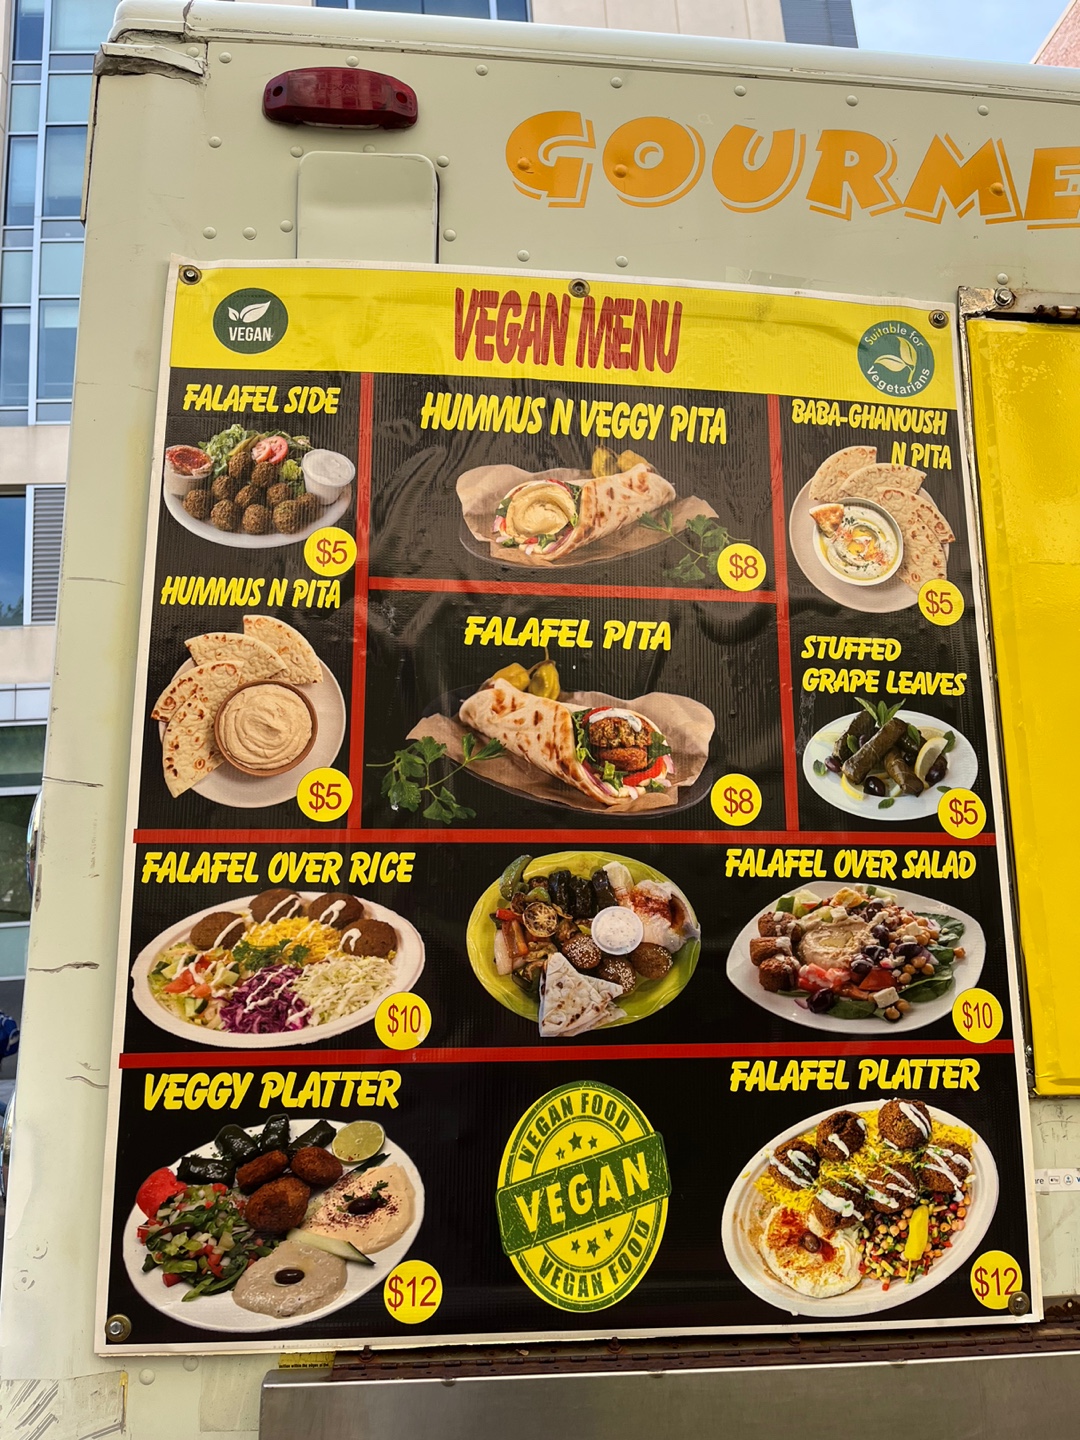 GOURME
VEGAN
VEGAN MENU
Suitable for
Vegetarians
FALAFEL SIDE
$5
HUMMUS N VEGGY PITA
$8
BABA-GHANOUSH
N PITA
$5
HUMMUS N PITA
$5
FALAFEL PITA
$8
STUFFED
GRAPE LEAVES
$5
FALAFEL OVER RICE
$10
FALAFEL OVER SALAD
$10
VEGGY PLATTER
$12
VEGAN FOOD
VEGAN
VEGAN FOOD
FALAFEL PLATTER
$12